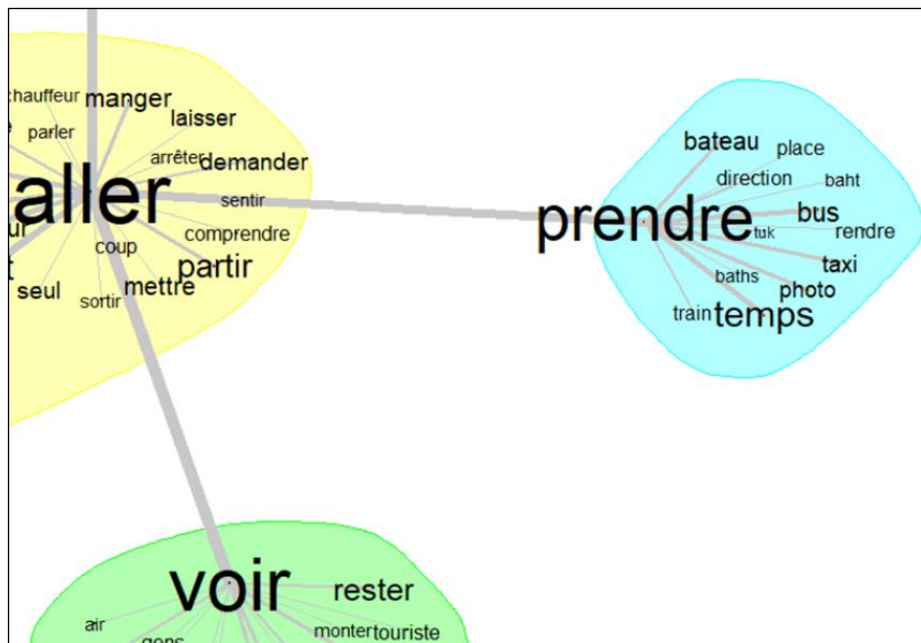 chauffeur
manger
laisser
parler
arrêter
demander
aller
sentir
comprendre
coup
partir
seul
mettre
sortir
bateau
place
direction
baht
prendre
bus
tuk
rendre
taxi
baths
photo
train
temps
voir
rester
air
monter
touriste
gens